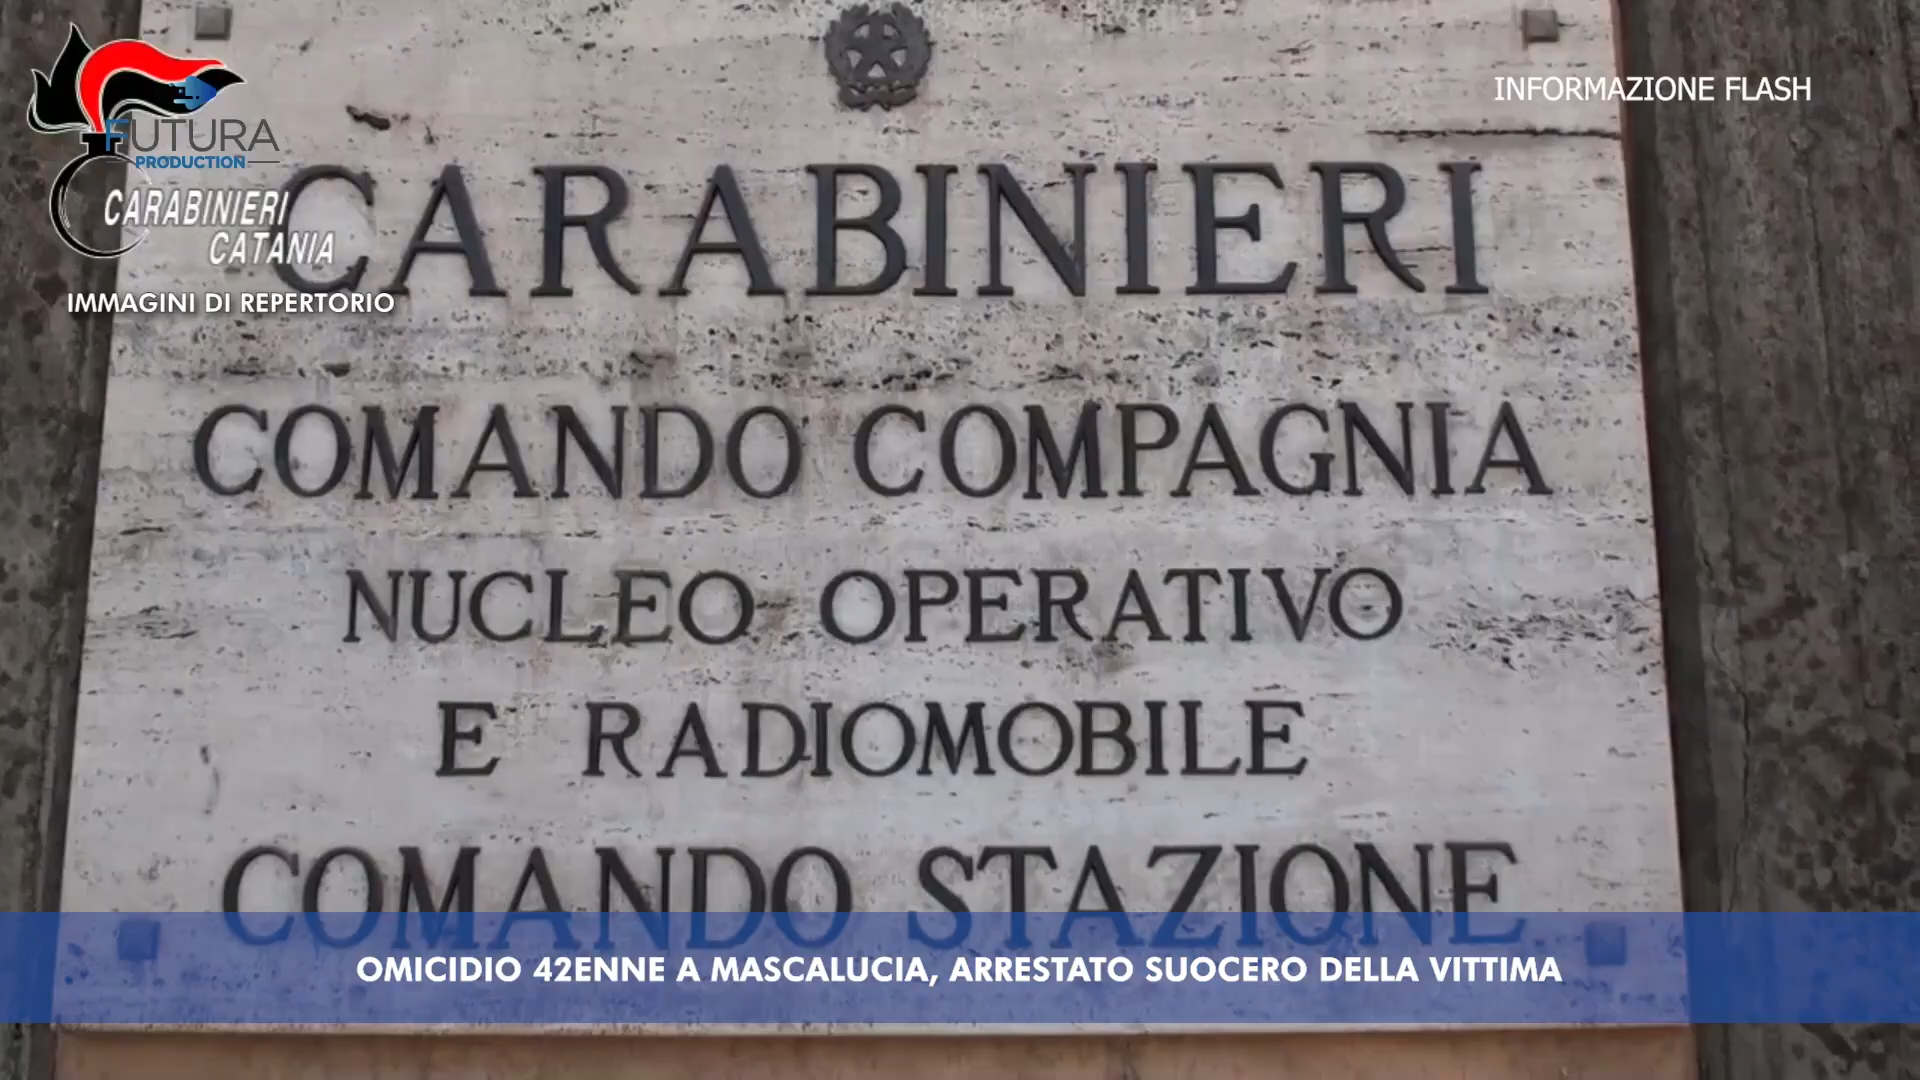 INFORMAZIONE FLASH
FUTURA
PRODUCTION
CARABINIERI
CATANIA
IMMAGINI DI REPERTORIO
CARABINIERI
COMANDO COMPAGNIA
NUCLEO OPERATIVO
E RADIOMOBILE
COMANDO STAZIONE
OMICIDIO 42ENNE A MASCALUCIA, ARRESTATO SUOCERO DELLA VITTIMA